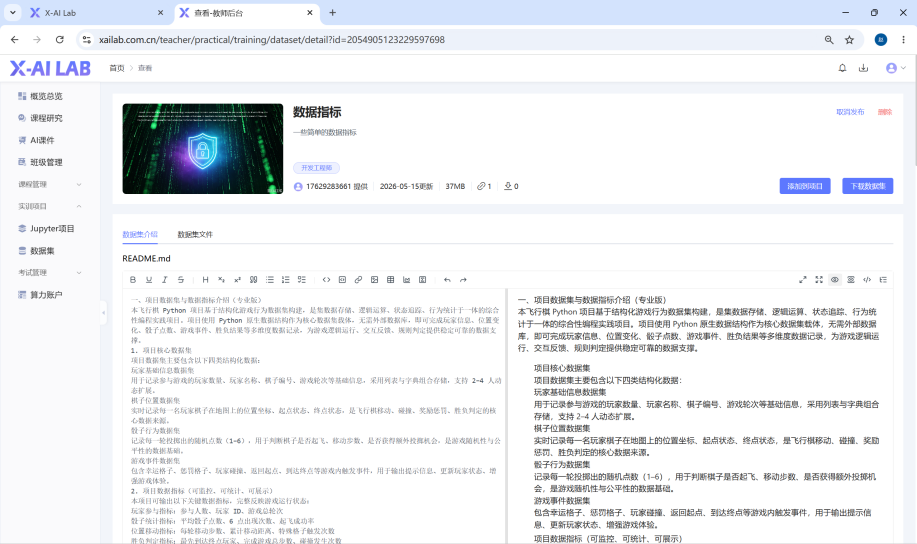 X-AI Lab
查看-教师后台
xailab.com.cn/teacher/practical/training/dataset/detail?id=2054905123229597698
X-AI LAB
首页 > 查看
概览总览
课程研究
AI课件
班级管理
课程管理
实训项目
Jupyter项目
数据集
考试管理
算力账户
数据指标
一些简单的数据指标
取消发布
删除
开发工程师
17629283661 提供
2026-05-15更新
37MB
1
0
添加到项目
下载数据集
数据集介绍
数据集文件
README.md
一、项目数据集与数据指标介绍（专业版）
本飞行棋 Python 项目基于结构化游戏行为数据集构建，是集数据存储、逻辑运算、状态追踪、行为统计于一体的综合
性编程实践项目。项目使用 Python 原生数据结构作为核心数据集载体，无需外部数据库，即可完成玩家信息、位置变
化、骰子点数、游戏事件、胜负结果等多维度数据记录，为游戏逻辑运行、交互反馈、规则判定提供稳定可靠的数据支
撑。
1. 项目核心数据集
项目数据集主要包含以下四类结构化数据：
玩家基础信息数据集
用于记录参与游戏的玩家数量、玩家名称、棋子编号、游戏轮次等基础信息，采用列表与字典组合存储，支持 2–4 人动
态扩展。
棋子位置数据集
实时记录每一名玩家棋子在地图上的位置坐标、起点状态、终点状态，是飞行棋移动、碰撞、奖励惩罚、胜负判定的核
心数据来源。
骰子行为数据集
记录每一轮投掷出的随机点数（1–6），用于判断棋子是否起飞、移动步数、是否获得额外投掷机会，是游戏随机性与公
平性的数据基础。
游戏事件数据集
包含幸运格子、惩罚格子、玩家碰撞、返回起点、到达终点等游戏内触发事件，用于输出提示信息、更新玩家状态、增
强游戏体验。
2. 项目数据指标（可监控、可统计、可展示）
本项目可输出以下关键数据指标，完整反映游戏运行状态：
玩家参与指标：参与人数、玩家 ID、游戏总轮次
骰子统计指标：平均骰子点数、6 点出现次数、起飞成功率
位置移动指标：每轮移动步数、累计移动距离、特殊格子触发次数
胜负判定指标：最先到达终点玩家、完成游戏总步数、碰撞发生次数
一、项目数据集与数据指标介绍（专业版）
本飞行棋 Python 项目基于结构化游戏行为数据集构建，是集数据存储、逻辑运算、状态追踪、行为统
计于一体的综合性编程实践项目。项目使用 Python 原生数据结构作为核心数据集载体，无需外部数据
库，即可完成玩家信息、位置变化、骰子点数、游戏事件、胜负结果等多维度数据记录，为游戏逻辑运
行、交互反馈、规则判定提供稳定可靠的数据支撑。
项目核心数据集
项目数据集主要包含以下四类结构化数据：
玩家基础信息数据集
用于记录参与游戏的玩家数量、玩家名称、棋子编号、游戏轮次等基础信息，采用列表与字典组合
存储，支持 2–4 人动态扩展。
棋子位置数据集
实时记录每一名玩家棋子在地图上的位置坐标、起点状态、终点状态，是飞行棋移动、碰撞、奖励
惩罚、胜负判定的核心数据来源。
骰子行为数据集
记录每一轮投掷出的随机点数（1–6），用于判断棋子是否起飞、移动步数、是否获得额外投掷机
会，是游戏随机性与公平性的数据基础。
游戏事件数据集
包含幸运格子、惩罚格子、玩家碰撞、返回起点、到达终点等游戏内触发事件，用于输出提示信
息、更新玩家状态、增强游戏体验。
项目数据指标（可监控、可统计、可展示）